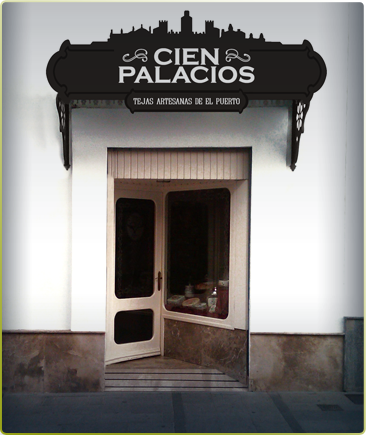 CIEN
PALACIOS
TEJAS ARTESANAS DE EL PUERTO